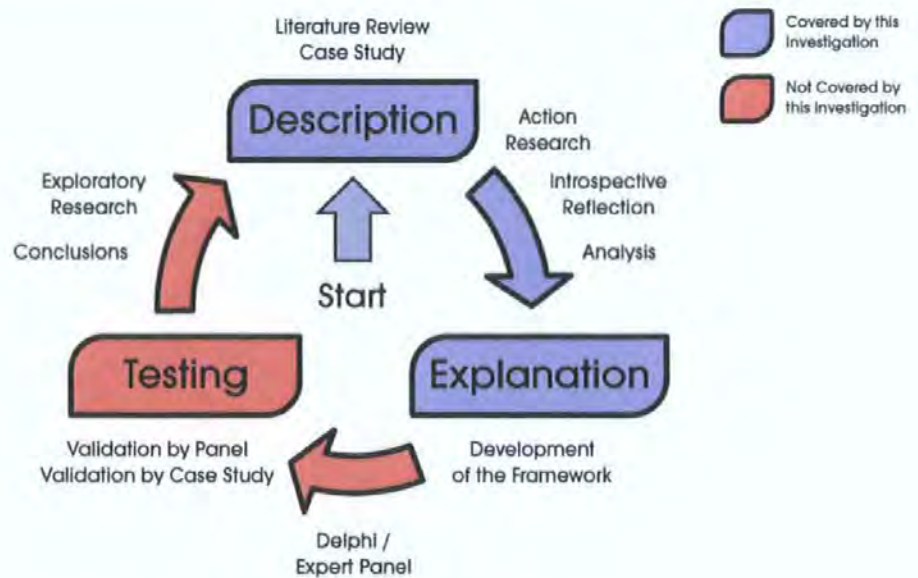 Literature Review
Case Study
Description
Covered by this
Investigation
Not Covered by
this Investigation
Action
Research
Introspective
Reflection
Analysis
Exploratory
Research
Conclusions
Start
Testing
Explanation
Validation by Panel
Validation by Case Study
Development
of the Framework
Delphi /
Expert Panel